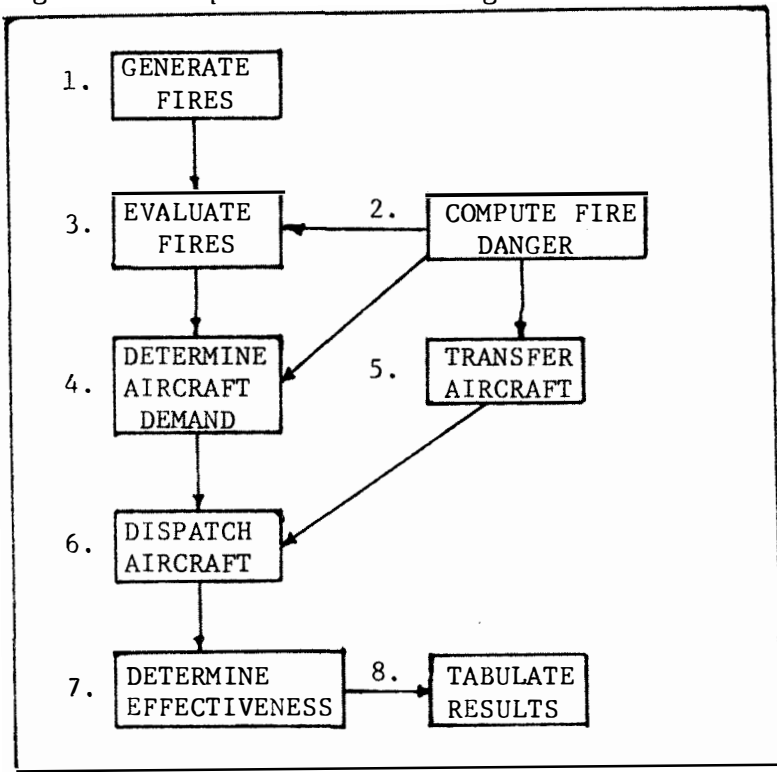 1. GENERATE
FIRES
3. EVALUATE
FIRES
2. COMPUTE FIRE
DANGER
4. DETERMINE
AIRCRAFT
DEMAND
5. TRANSFER
AIRCRAFT
6. DISPATCH
AIRCRAFT
7. DETERMINE
EFFECTIVENESS
8. TABULATE
RESULTS